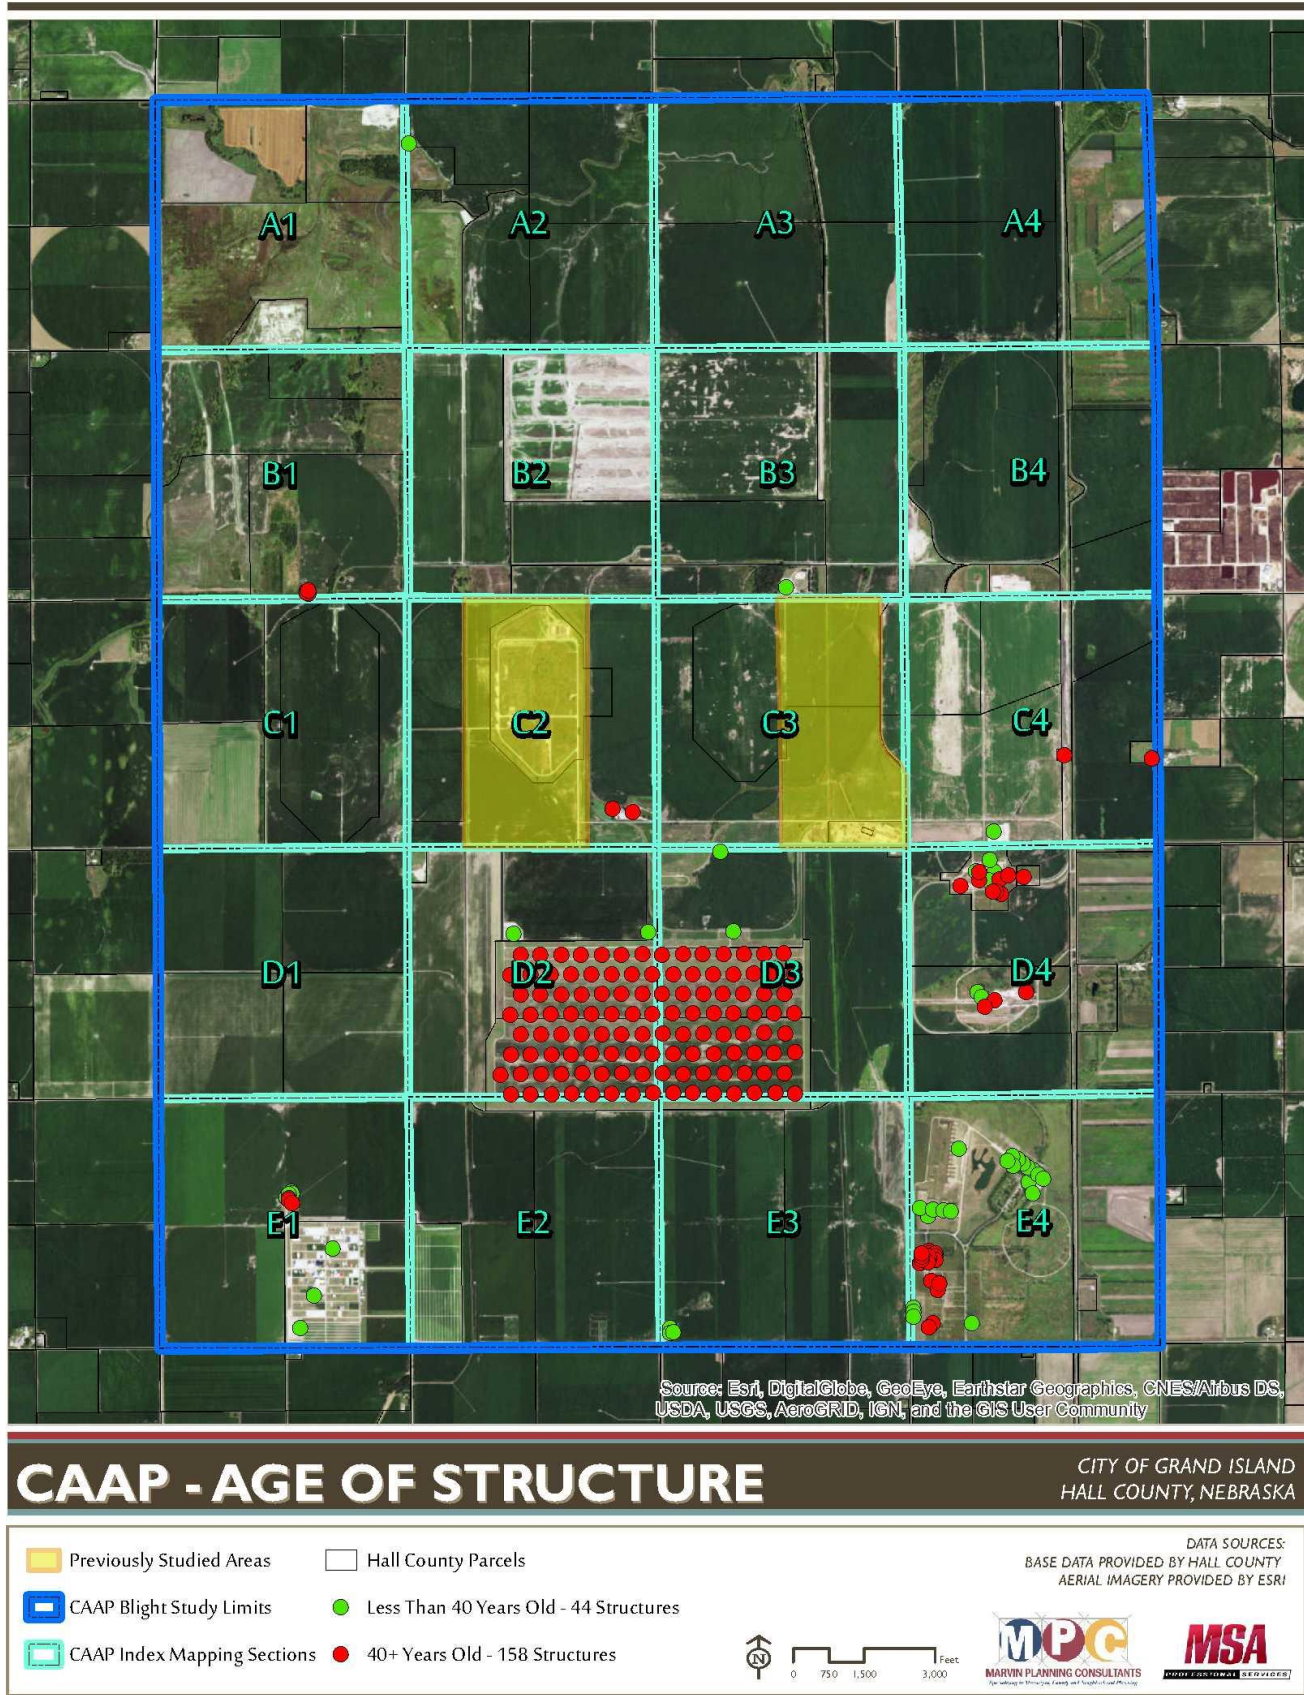 A1
A2
A3
A4
B1
B2
B3
B4
C1
C2
C3
C4
D1
D2
D3
D4
E1
E2
E3
E4
Source: Esri, DigitalGlobe, GeoEye, Earthstar Geographics, CNES/Airbus DS,
USDA, USGS, AeroGRID, IGN, and the GIS User Community
CAAP - AGE OF STRUCTURE
CITY OF GRAND ISLAND
HALL COUNTY, NEBRASKA
Previously Studied Areas
Hall County Parcels
CAAP Blight Study Limits
Less Than 40 Years Old - 44 Structures
CAAP Index Mapping Sections
40+ Years Old - 158 Structures
DATA SOURCES:
BASE DATA PROVIDED BY HALL COUNTY
AERIAL IMAGERY PROVIDED BY ESRI
N
Feet
0 750 1,500 3,000
MPC
MARVIN PLANNING CONSULTANTS
MSA
PROFESSIONAL SERVICES